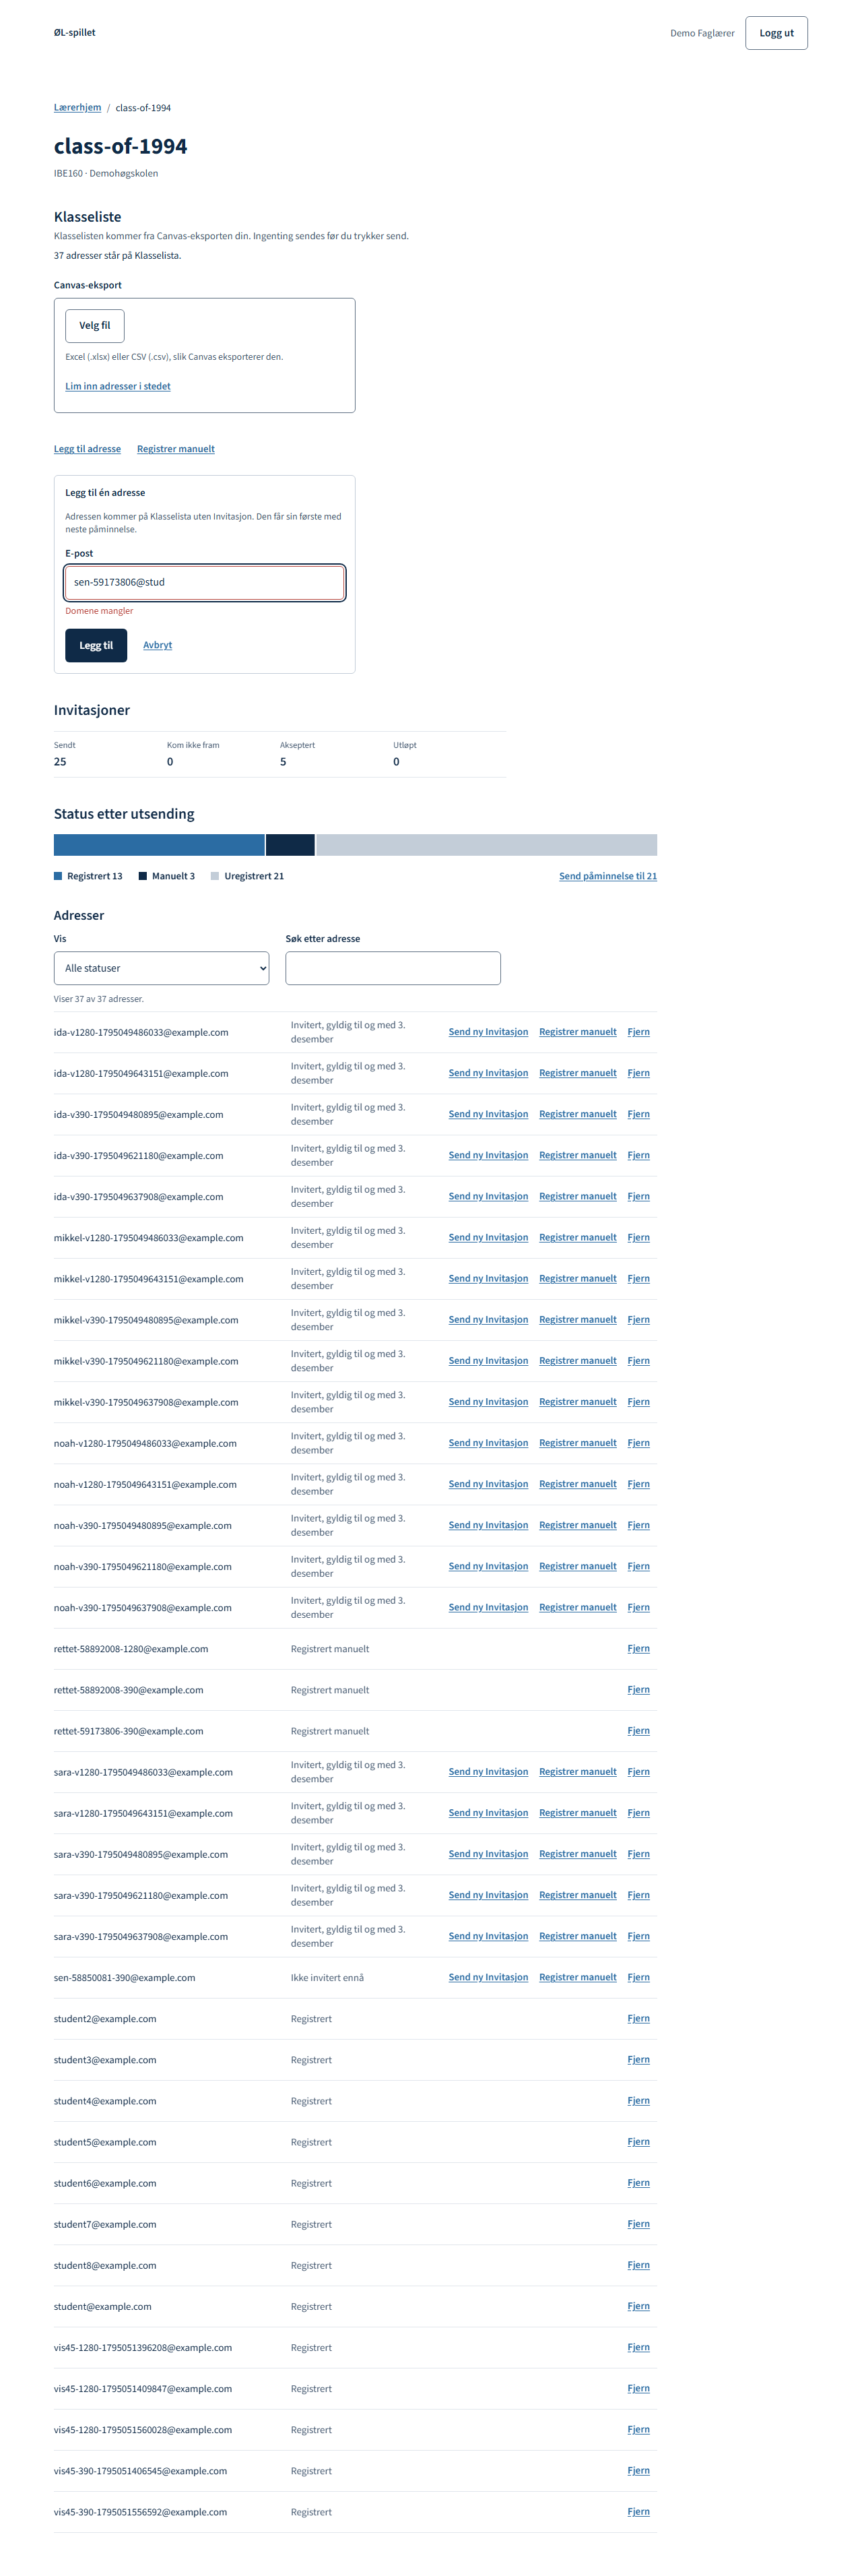 ØL-spillet
Demo Faglærer
Logg ut
Lærerhjem / class-of-1994
class-of-1994
IBE160 · Demohøgskolen
Klasseliste
Klasselisten kommer fra Canvas-eksporten din. Ingenting sendes før du trykker send.
37 adresser står på Klasselista.
Canvas-eksport
Velg fil
Excel (.xlsx) eller CSV (.csv), slik Canvas eksporterer den.
Lim inn adresser i stedet
Legg til adresse Registrer manuelt
Legg til én adresse
Adressen kommer på Klasselista uten Invitasjon. Den får sin første med
neste påminnelse.
E-post
sen-59173806@stud
Domene mangler
Legg til Avbryt
Invitasjoner
Sendt Kom ikke fram Akseptert Utløpt
25 0 5 0
Status etter utsending
Registrert 13 Manuelt 3 Uregistrert 21 Send påminnelse til 21
Adresser
Vis Søk etter adresse
Alle statuser
Viser 37 av 37 adresser.
ida-v1280-1795049486033@example.com Invitert, gyldig til og med 3. desember Send ny Invitasjon Registrer manuelt Fjern
ida-v1280-1795049643151@example.com Invitert, gyldig til og med 3. desember Send ny Invitasjon Registrer manuelt Fjern
ida-v390-1795049480895@example.com Invitert, gyldig til og med 3. desember Send ny Invitasjon Registrer manuelt Fjern
ida-v390-1795049621180@example.com Invitert, gyldig til og med 3. desember Send ny Invitasjon Registrer manuelt Fjern
ida-v390-1795049637908@example.com Invitert, gyldig til og med 3. desember Send ny Invitasjon Registrer manuelt Fjern
mikkel-v1280-1795049486033@example.com Invitert, gyldig til og med 3. desember Send ny Invitasjon Registrer manuelt Fjern
mikkel-v1280-1795049643151@example.com Invitert, gyldig til og med 3. desember Send ny Invitasjon Registrer manuelt Fjern
mikkel-v390-1795049480895@example.com Invitert, gyldig til og med 3. desember Send ny Invitasjon Registrer manuelt Fjern
mikkel-v390-1795049621180@example.com Invitert, gyldig til og med 3. desember Send ny Invitasjon Registrer manuelt Fjern
mikkel-v390-1795049637908@example.com Invitert, gyldig til og med 3. desember Send ny Invitasjon Registrer manuelt Fjern
noah-v1280-1795049486033@example.com Invitert, gyldig til og med 3. desember Send ny Invitasjon Registrer manuelt Fjern
noah-v1280-1795049643151@example.com Invitert, gyldig til og med 3. desember Send ny Invitasjon Registrer manuelt Fjern
noah-v390-1795049480895@example.com Invitert, gyldig til og med 3. desember Send ny Invitasjon Registrer manuelt Fjern
noah-v390-1795049621180@example.com Invitert, gyldig til og med 3. desember Send ny Invitasjon Registrer manuelt Fjern
noah-v390-1795049637908@example.com Invitert, gyldig til og med 3. desember Send ny Invitasjon Registrer manuelt Fjern
rettet-58892008-1280@example.com Registrert manuelt Fjern
rettet-58892008-390@example.com Registrert manuelt Fjern
rettet-59173806-390@example.com Registrert manuelt Fjern
sara-v1280-1795049486033@example.com Invitert, gyldig til og med 3. desember Send ny Invitasjon Registrer manuelt Fjern
sara-v1280-1795049643151@example.com Invitert, gyldig til og med 3. desember Send ny Invitasjon Registrer manuelt Fjern
sara-v390-1795049480895@example.com Invitert, gyldig til og med 3. desember Send ny Invitasjon Registrer manuelt Fjern
sara-v390-1795049621180@example.com Invitert, gyldig til og med 3. desember Send ny Invitasjon Registrer manuelt Fjern
sara-v390-1795049637908@example.com Invitert, gyldig til og med 3. desember Send ny Invitasjon Registrer manuelt Fjern
sen-58850081-390@example.com Ikke invitert ennå Send ny Invitasjon Registrer manuelt Fjern
student2@example.com Registrert Fjern
student3@example.com Registrert Fjern
student4@example.com Registrert Fjern
student5@example.com Registrert Fjern
student6@example.com Registrert Fjern
student7@example.com Registrert Fjern
student8@example.com Registrert Fjern
student@example.com Registrert Fjern
vis45-1280-1795051396208@example.com Registrert Fjern
vis45-1280-1795051409847@example.com Registrert Fjern
vis45-1280-1795051560028@example.com Registrert Fjern
vis45-390-1795051406545@example.com Registrert Fjern
vis45-390-1795051556592@example.com Registrert Fjern